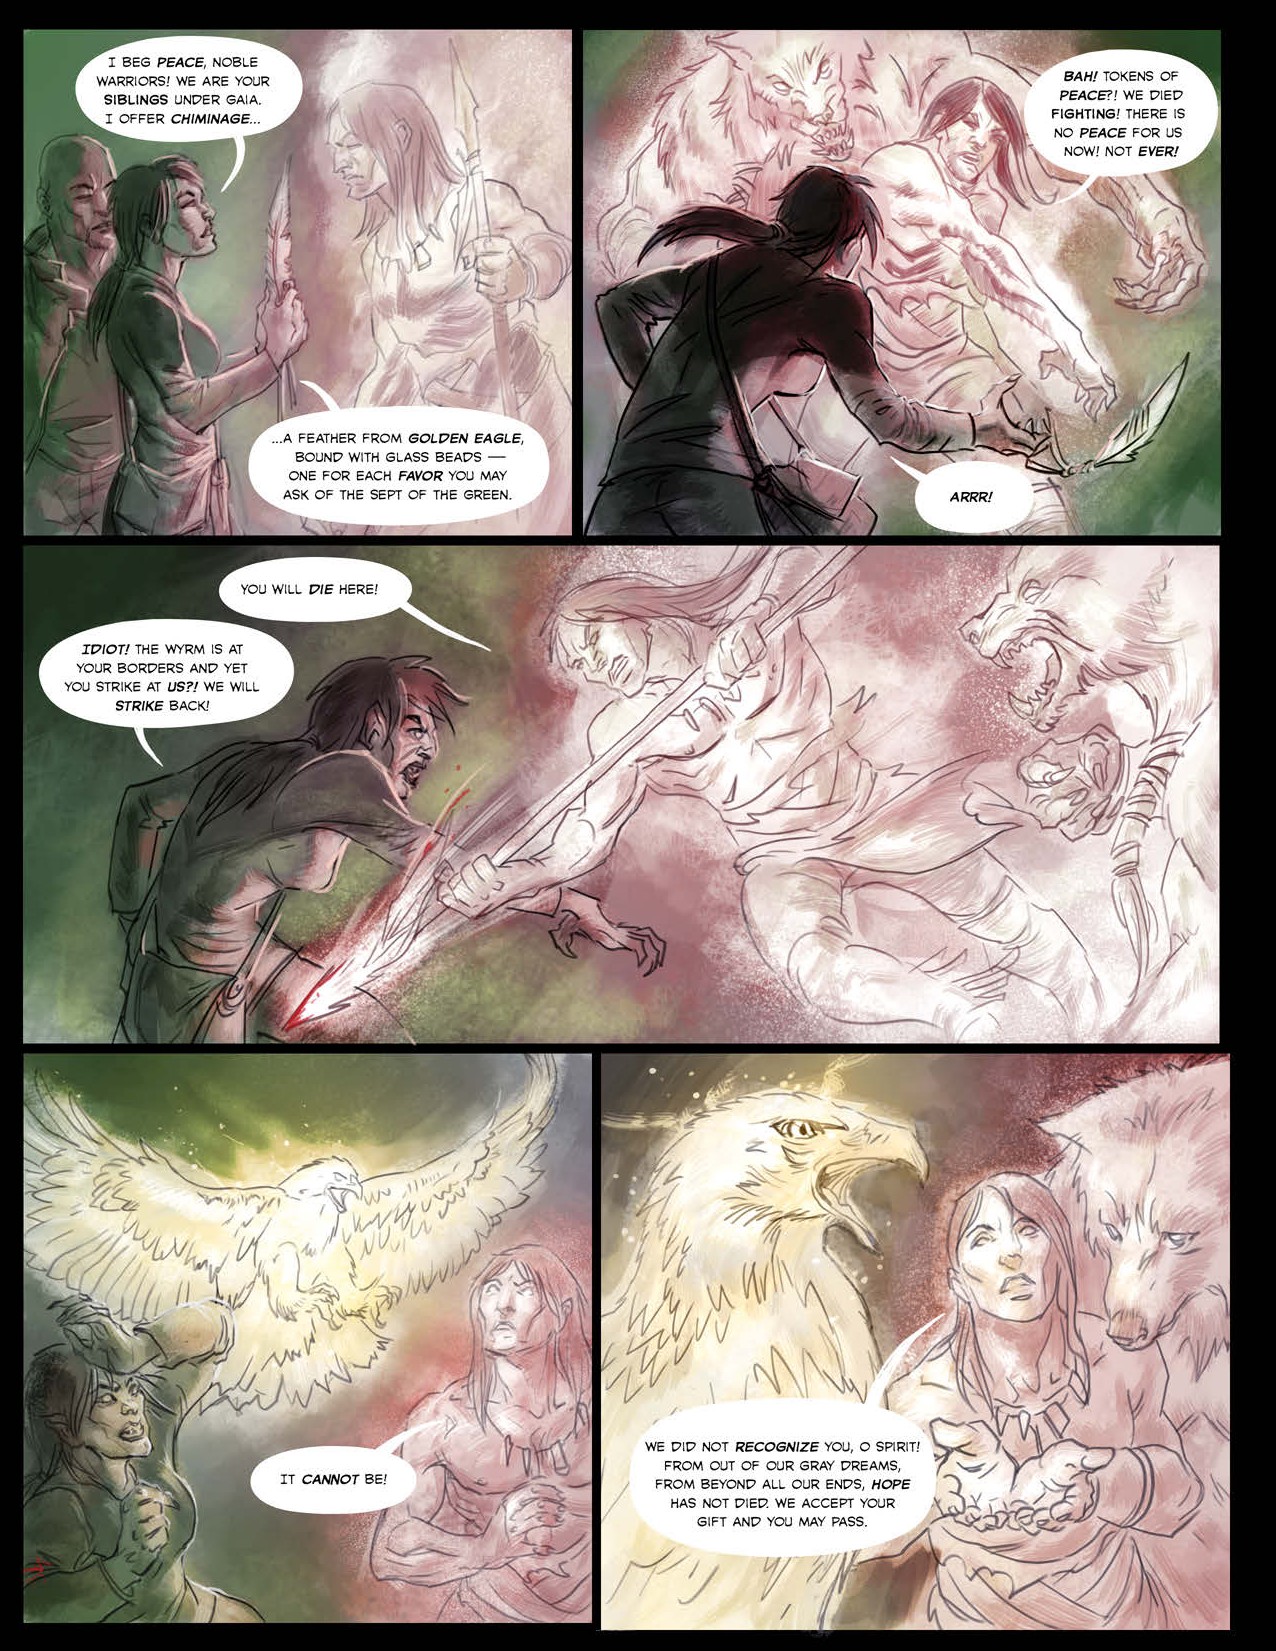 I BEG PEACE, NOBLE
WARRIORS! WE ARE YOUR
SIBLINGS UNDER GAIA.
I OFFER CHIMINAGE...
...A FEATHER FROM GOLDEN EAGLE,
BOUND WITH GLASS BEADS —
ONE FOR EACH FAVOR YOU MAY
ASK OF THE SEPT OF THE GREEN.
BAH! TOKENS OF
PEACE?! WE DIED
FIGHTING! THERE IS
NO PEACE FOR US
NOW! NOT EVER!
ARRR!
YOU WILL DIE HERE!
IDIOT! THE WYRM IS AT
YOUR BORDERS AND YET
YOU STRIKE AT US?! WE WILL
STRIKE BACK!
IT CANNOT BE!
WE DID NOT RECOGNIZE YOU, O SPIRIT!
FROM OUT OF OUR GRAY DREAMS,
FROM BEYOND ALL OUR ENDS, HOPE
HAS NOT DIED. WE ACCEPT YOUR
GIFT AND YOU MAY PASS.